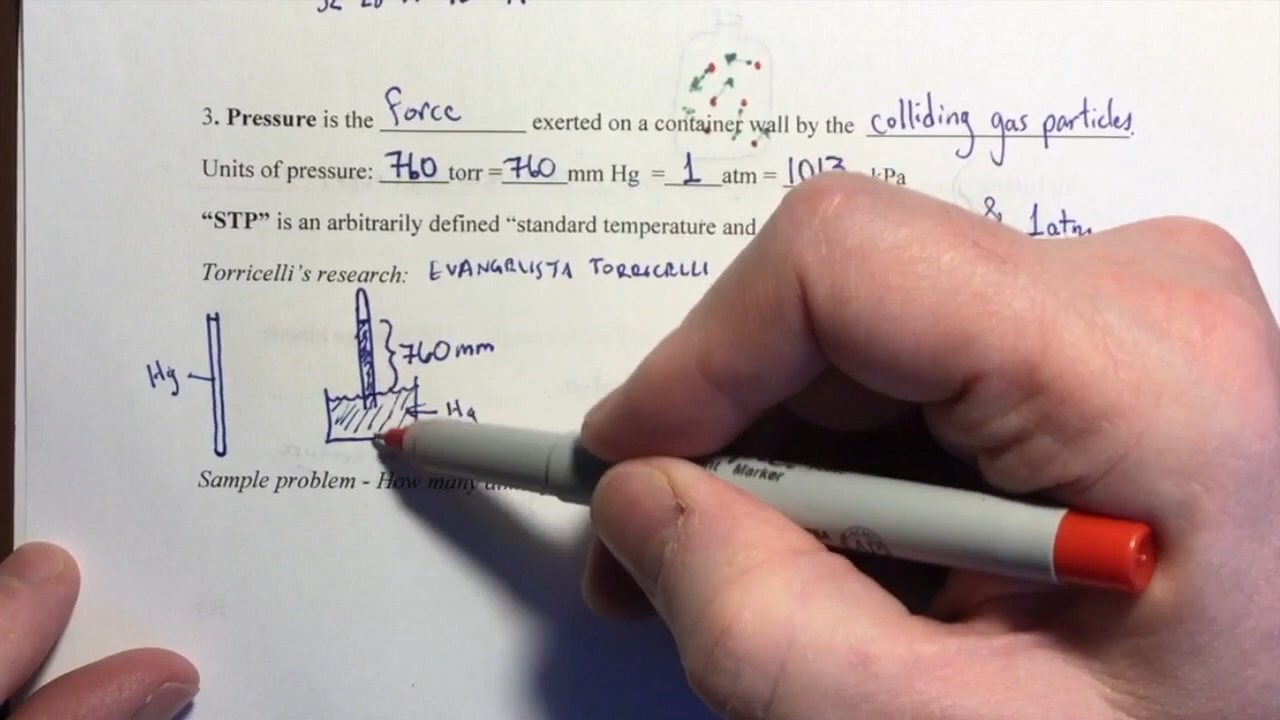 3. Pressure is the force exerted on a container wall by the colliding gas particles.
Units of pressure: 760 torr = 760 mm Hg = 1 atm = 1013 kPa
“STP” is an arbitrarily defined “standard temperature and & 1atm
Torricelli’s research: EVANGELISTA TORRICELLI
Hg
760mm
Hg
Sample problem - How many
Marker